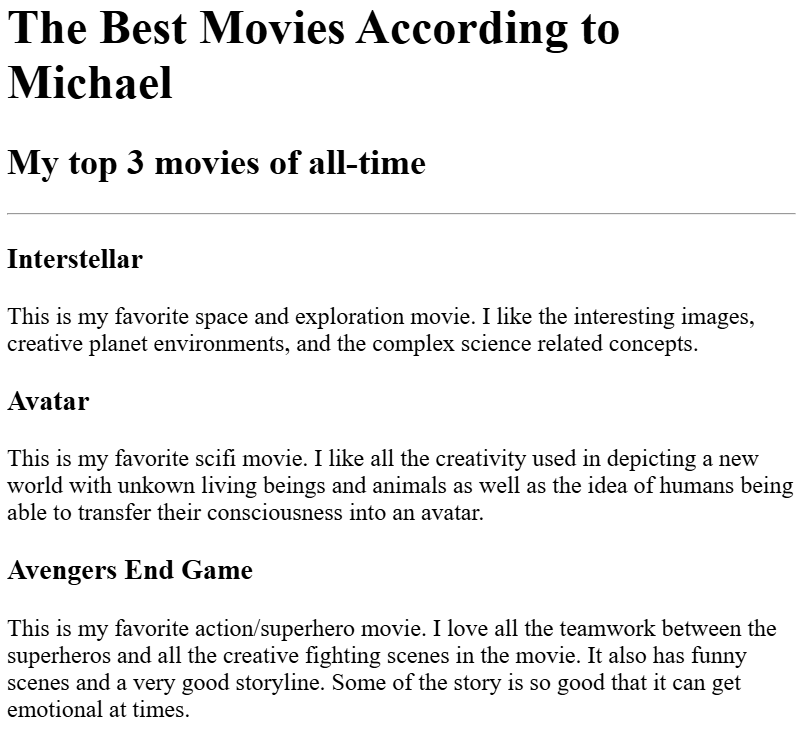 The Best Movies According to
Michael
My top 3 movies of all-time
Interstellar
This is my favorite space and exploration movie. I like the interesting images,
creative planet environments, and the complex science related concepts.
Avatar
This is my favorite scifi movie. I like all the creativity used in depicting a new
world with unkown living beings and animals as well as the idea of humans being
able to transfer their consciousness into an avatar.
Avengers End Game
This is my favorite action/superhero movie. I love all the teamwork between the
superheros and all the creative fighting scenes in the movie. It also has funny
scenes and a very good storyline. Some of the story is so good that it can get
emotional at times.